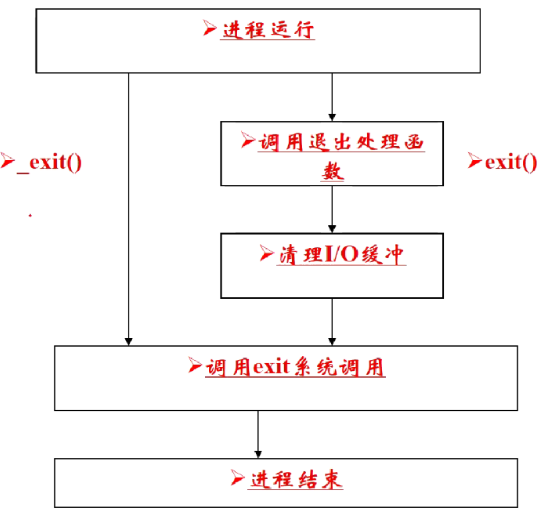 ➢进程运行
➢调用退出处理函
数
➢_exit()
➢exit()
➢清理I/O缓冲
➢调用exit系统调用
➢进程结束